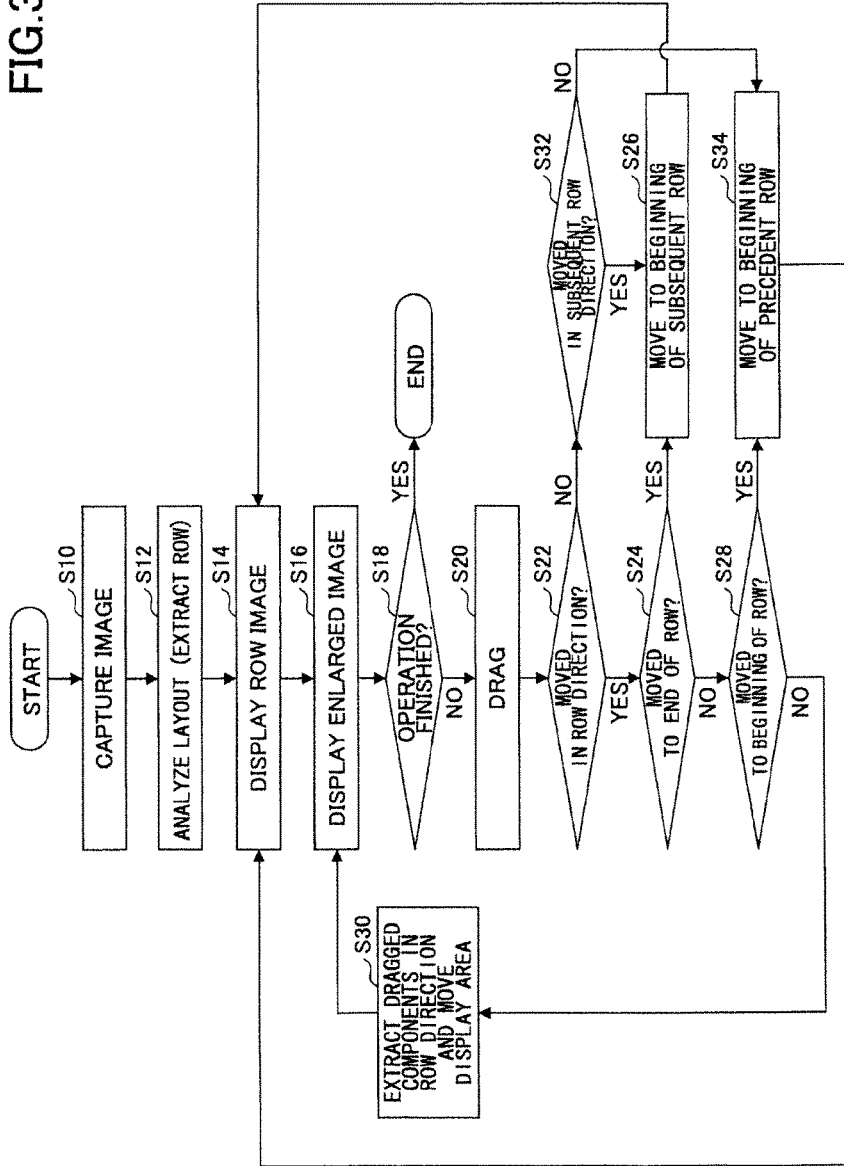 FIG.3
START
S10
CAPTURE IMAGE
S12
ANALYZE LAYOUT (EXTRACT ROW)
S14
DISPLAY ROW IMAGE
S16
DISPLAY ENLARGED IMAGE
S18
OPERATION
FINISHED?
YES
END
NO
S20
DRAG
S22
MOVED
IN ROW DIRECTION?
NO
YES
S32
MOVED
IN SUBSEQUENT ROW
DIRECTION?
NO
YES
S24
MOVED
TO END OF ROW?
YES
NO
S26
MOVE TO BEGINNING
OF SUBSEQUENT ROW
S28
MOVED
TO BEGINNING OF ROW?
YES
NO
S34
MOVE TO BEGINNING
OF PRECEDENT ROW
S30
EXTRACT DRAGGED
COMPONENTS IN
ROW DIRECTION
AND MOVE
DISPLAY AREA